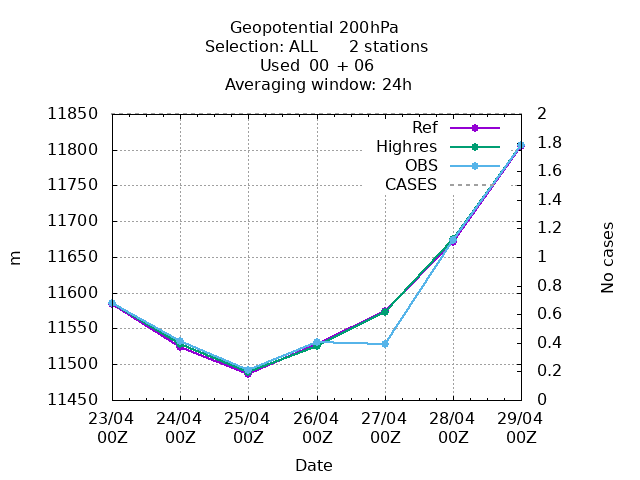 Geopotential 200hPa
Selection: ALL      2 stations
Used  00 + 06
Averaging window: 24h
11850
11800
11750
11700
11650
11600
11550
11500
11450
m
2
1.8
1.6
1.4
1.2
1
0.8
0.6
0.4
0.2
0
No cases
Ref
Highres
OBS
CASES
23/04 24/04 25/04 26/04 27/04 28/04 29/04
00Z 00Z 00Z 00Z 00Z 00Z 00Z
Date